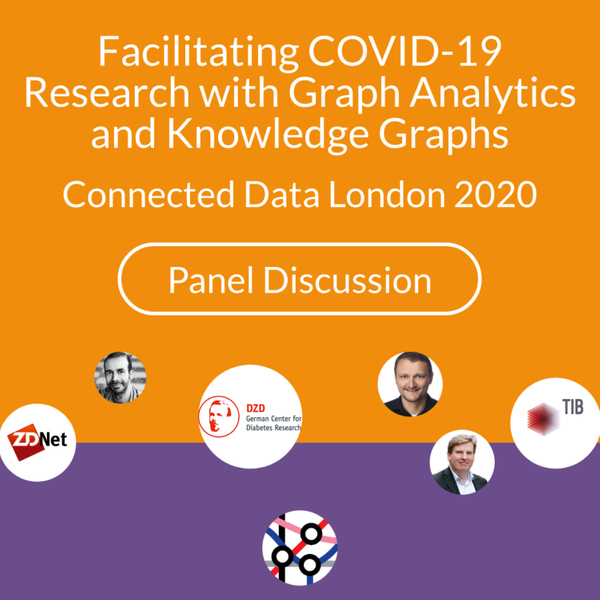 Facilitating COVID-19
Research with Graph Analytics
and Knowledge Graphs
Connected Data London 2020
Panel Discussion
ZDNet
DZD
German Center for
Diabetes Research
TIB